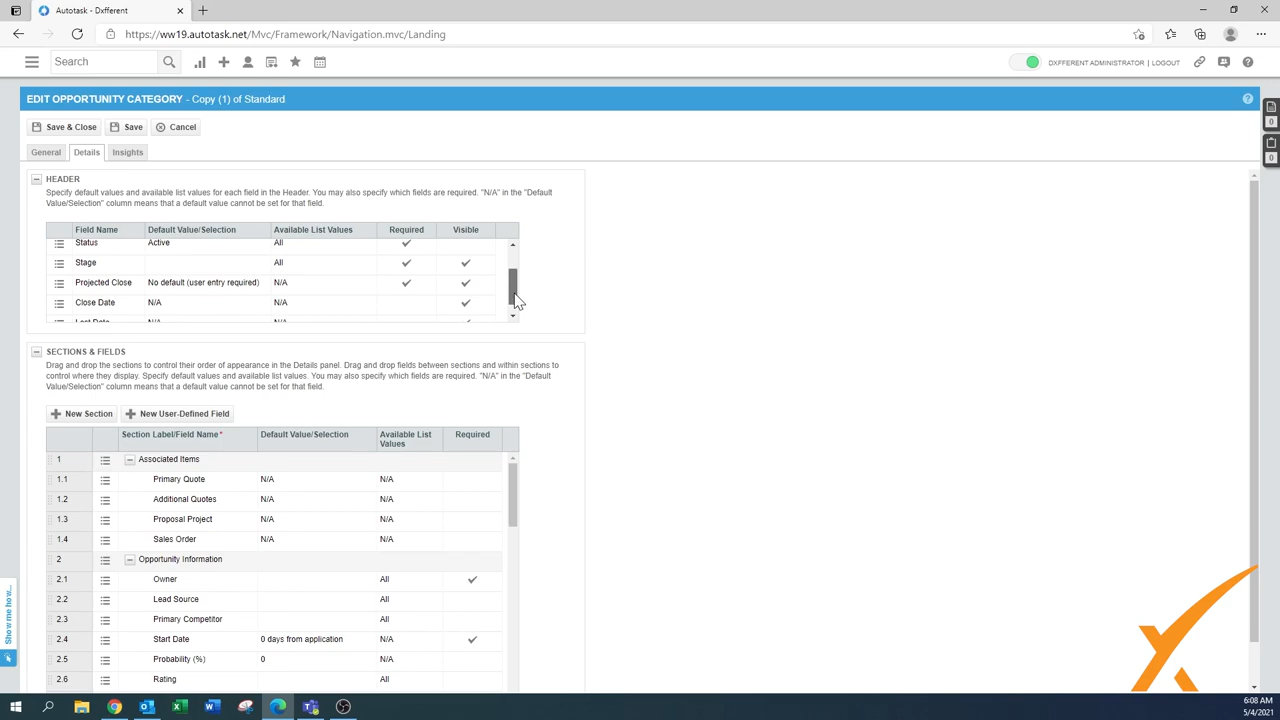 Autotask - Dxfferent
https://ww19.autotask.net/Mvc/Framework/Navigation.mvc/Landing
Search
DXFFERENT ADMINISTRATOR | LOGOUT
EDIT OPPORTUNITY CATEGORY - Copy (1) of Standard
0
Save & Close Save Cancel
0
General Details Insights
HEADER
Specify default values and available list values for each field in the Header. You may also specify which fields are required. "N/A" in the "Default
Value/Selection" column means that a default value cannot be set for that field.
Field Name Default Value/Selection Available List Values Required Visible
Status Active All
Stage All
Projected Close No default (user entry required) N/A
Close Date N/A N/A
Lost Date N/A N/A
SECTIONS & FIELDS
Drag and drop the sections to control their order of appearance in the Details panel. Drag and drop fields between sections and within sections to
control where they display. Specify default values and available list values. You may also specify which fields are required. "N/A" in the "Default
Value/Selection" column means that a default value cannot be set for that field.
New Section New User-Defined Field
Section Label/Field Name* Default Value/Selection Available List Values Required
1 Associated Items
1.1 Primary Quote N/A N/A
1.2 Additional Quotes N/A N/A
1.3 Proposal Project N/A N/A
1.4 Sales Order N/A N/A
2 Opportunity Information
2.1 Owner All
2.2 Lead Source All
2.3 Primary Competitor All
2.4 Start Date 0 days from application N/A
2.5 Probability (%) 0 N/A
2.6 Rating All
Show me how...
6:08 AM
5/4/2021